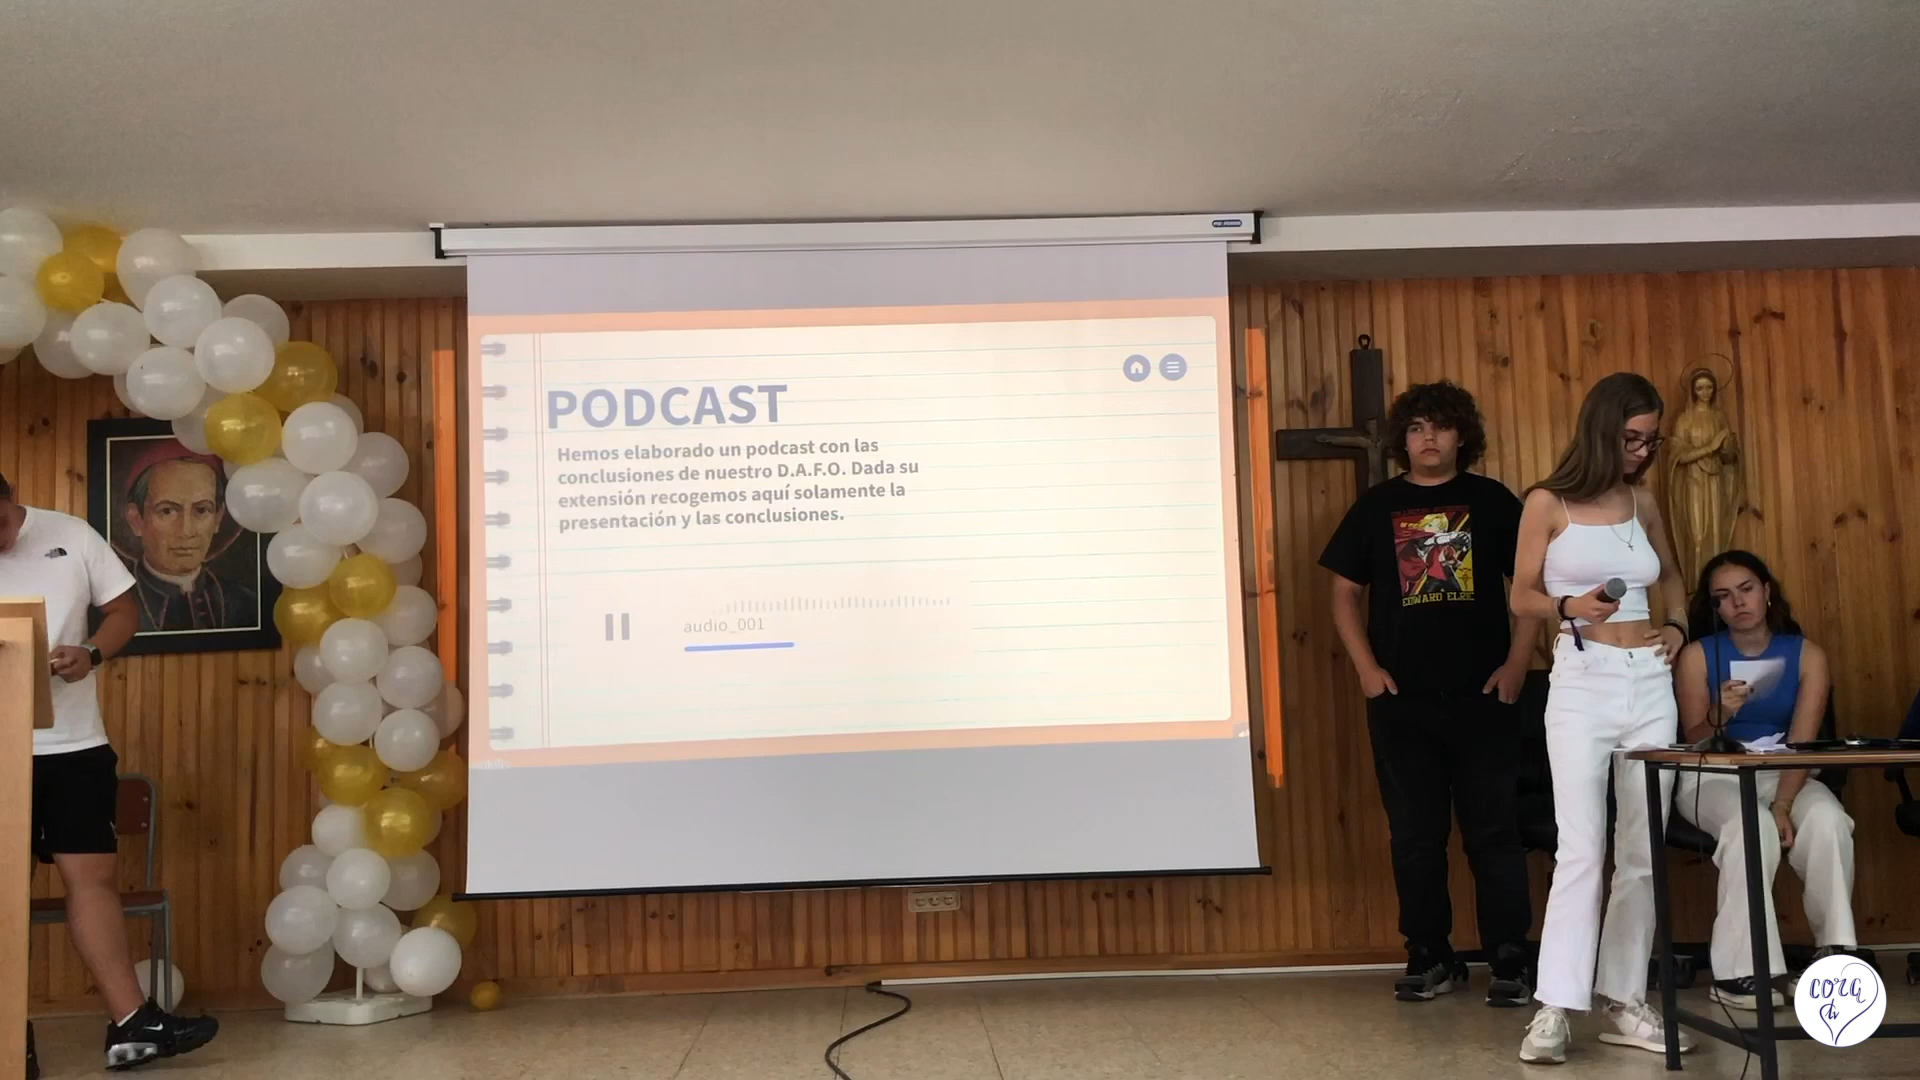 PODCAST
Hemos elaborado un podcast con las
conclusiones de nuestro D.A.F.O. Dada su
extensión recogemos aquí solamente la
presentación y las conclusiones.
audio_001
EDWARD ELRIC
cora